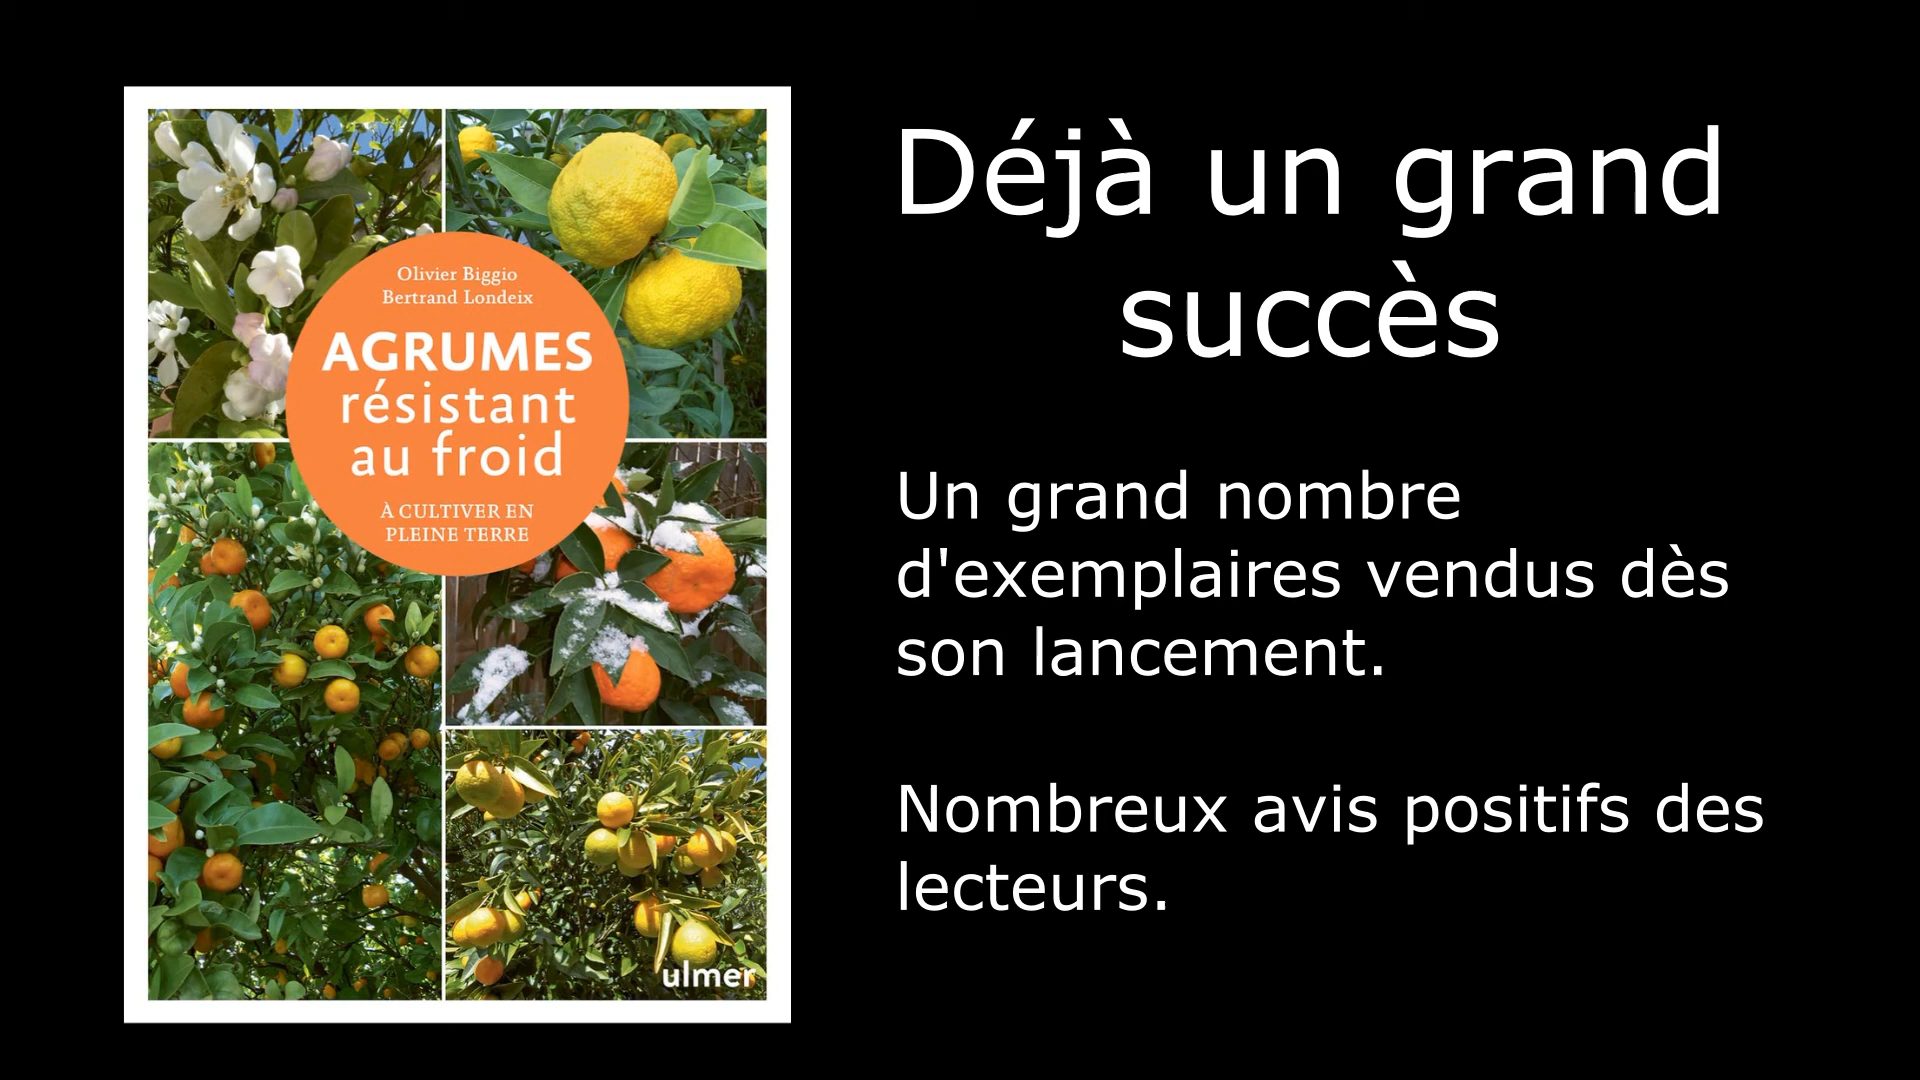 Olivier Biggio
Bertrand Londeix
AGRUMES
résistant
au froid
À CULTIVER EN
PLEINE TERRE
ulmer
Déjà un grand
succès
Un grand nombre
d'exemplaires vendus dès
son lancement.
Nombreux avis positifs des
lecteurs.